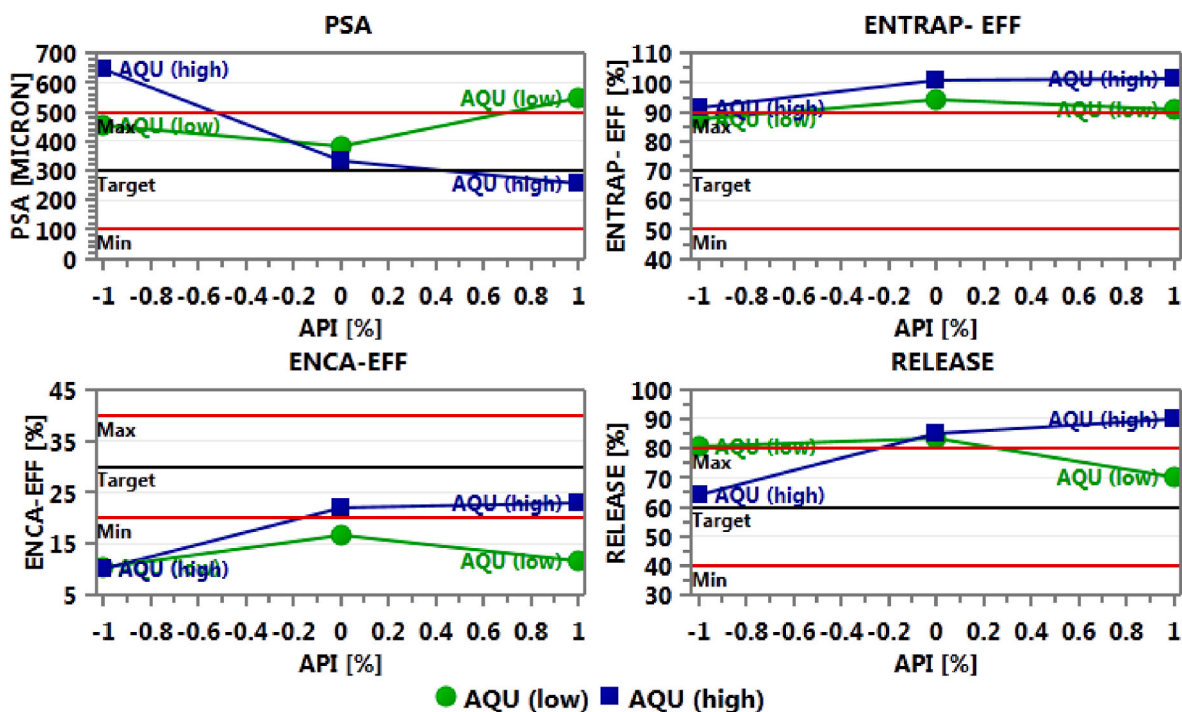 PSA
PSA [MICRON]
700
600
500
400
300
200
100
0
AQU (high)
AQU (low)
AQU (low)
AQU (high)
Max
Target
Min
-1 -0.8 -0.6 -0.4 -0.2 0 0.2 0.4 0.6 0.8 1
API [%]
ENTRAP- EFF
ENTRAP- EFF [%]
110
100
90
80
70
60
50
40
AQU (high)
AQU (high)
AQU (low)
AQU (low)
Max
Target
Min
-1 -0.8 -0.6 -0.4 -0.2 0 0.2 0.4 0.6 0.8 1
API [%]
ENCA-EFF
ENCA-EFF [%]
45
35
25
15
5
Max
Target
Min
AQU (high)
AQU (high)
AQU (low)
-1 -0.8 -0.6 -0.4 -0.2 0 0.2 0.4 0.6 0.8 1
API [%]
RELEASE
RELEASE [%]
100
90
80
70
60
50
40
30
AQU (high)
AQU (low)
Max
AQU (low)
AQU (high)
Target
Min
-1 -0.8 -0.6 -0.4 -0.2 0 0.2 0.4 0.6 0.8 1
API [%]
AQU (low) AQU (high)